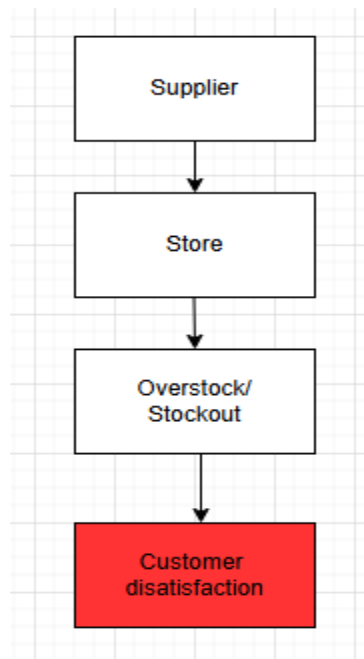 Supplier
Store
Overstock/
Stockout
Customer
disatisfaction